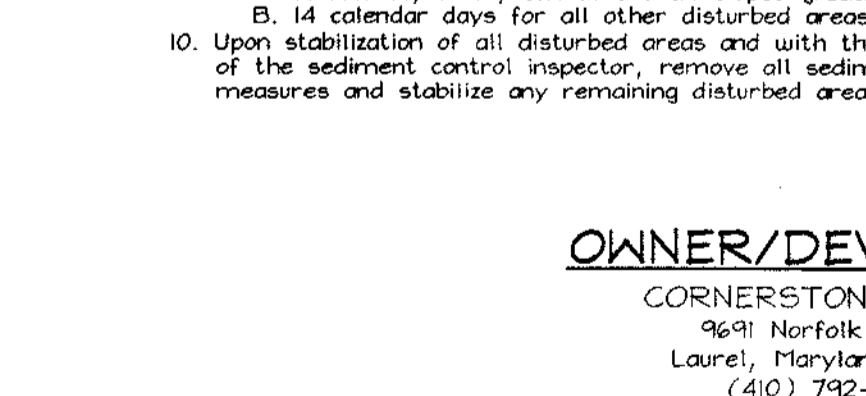 B. 14 calendar days for all other disturbed areas
10. Upon stabilization of all disturbed areas and with th
of the sediment control inspector, remove all sedim
measures and stabilize any remaining disturbed area
OWNER/DEV
CORNERSTON
9691 Norfolk
Laurel, Marylan
(410) 792-